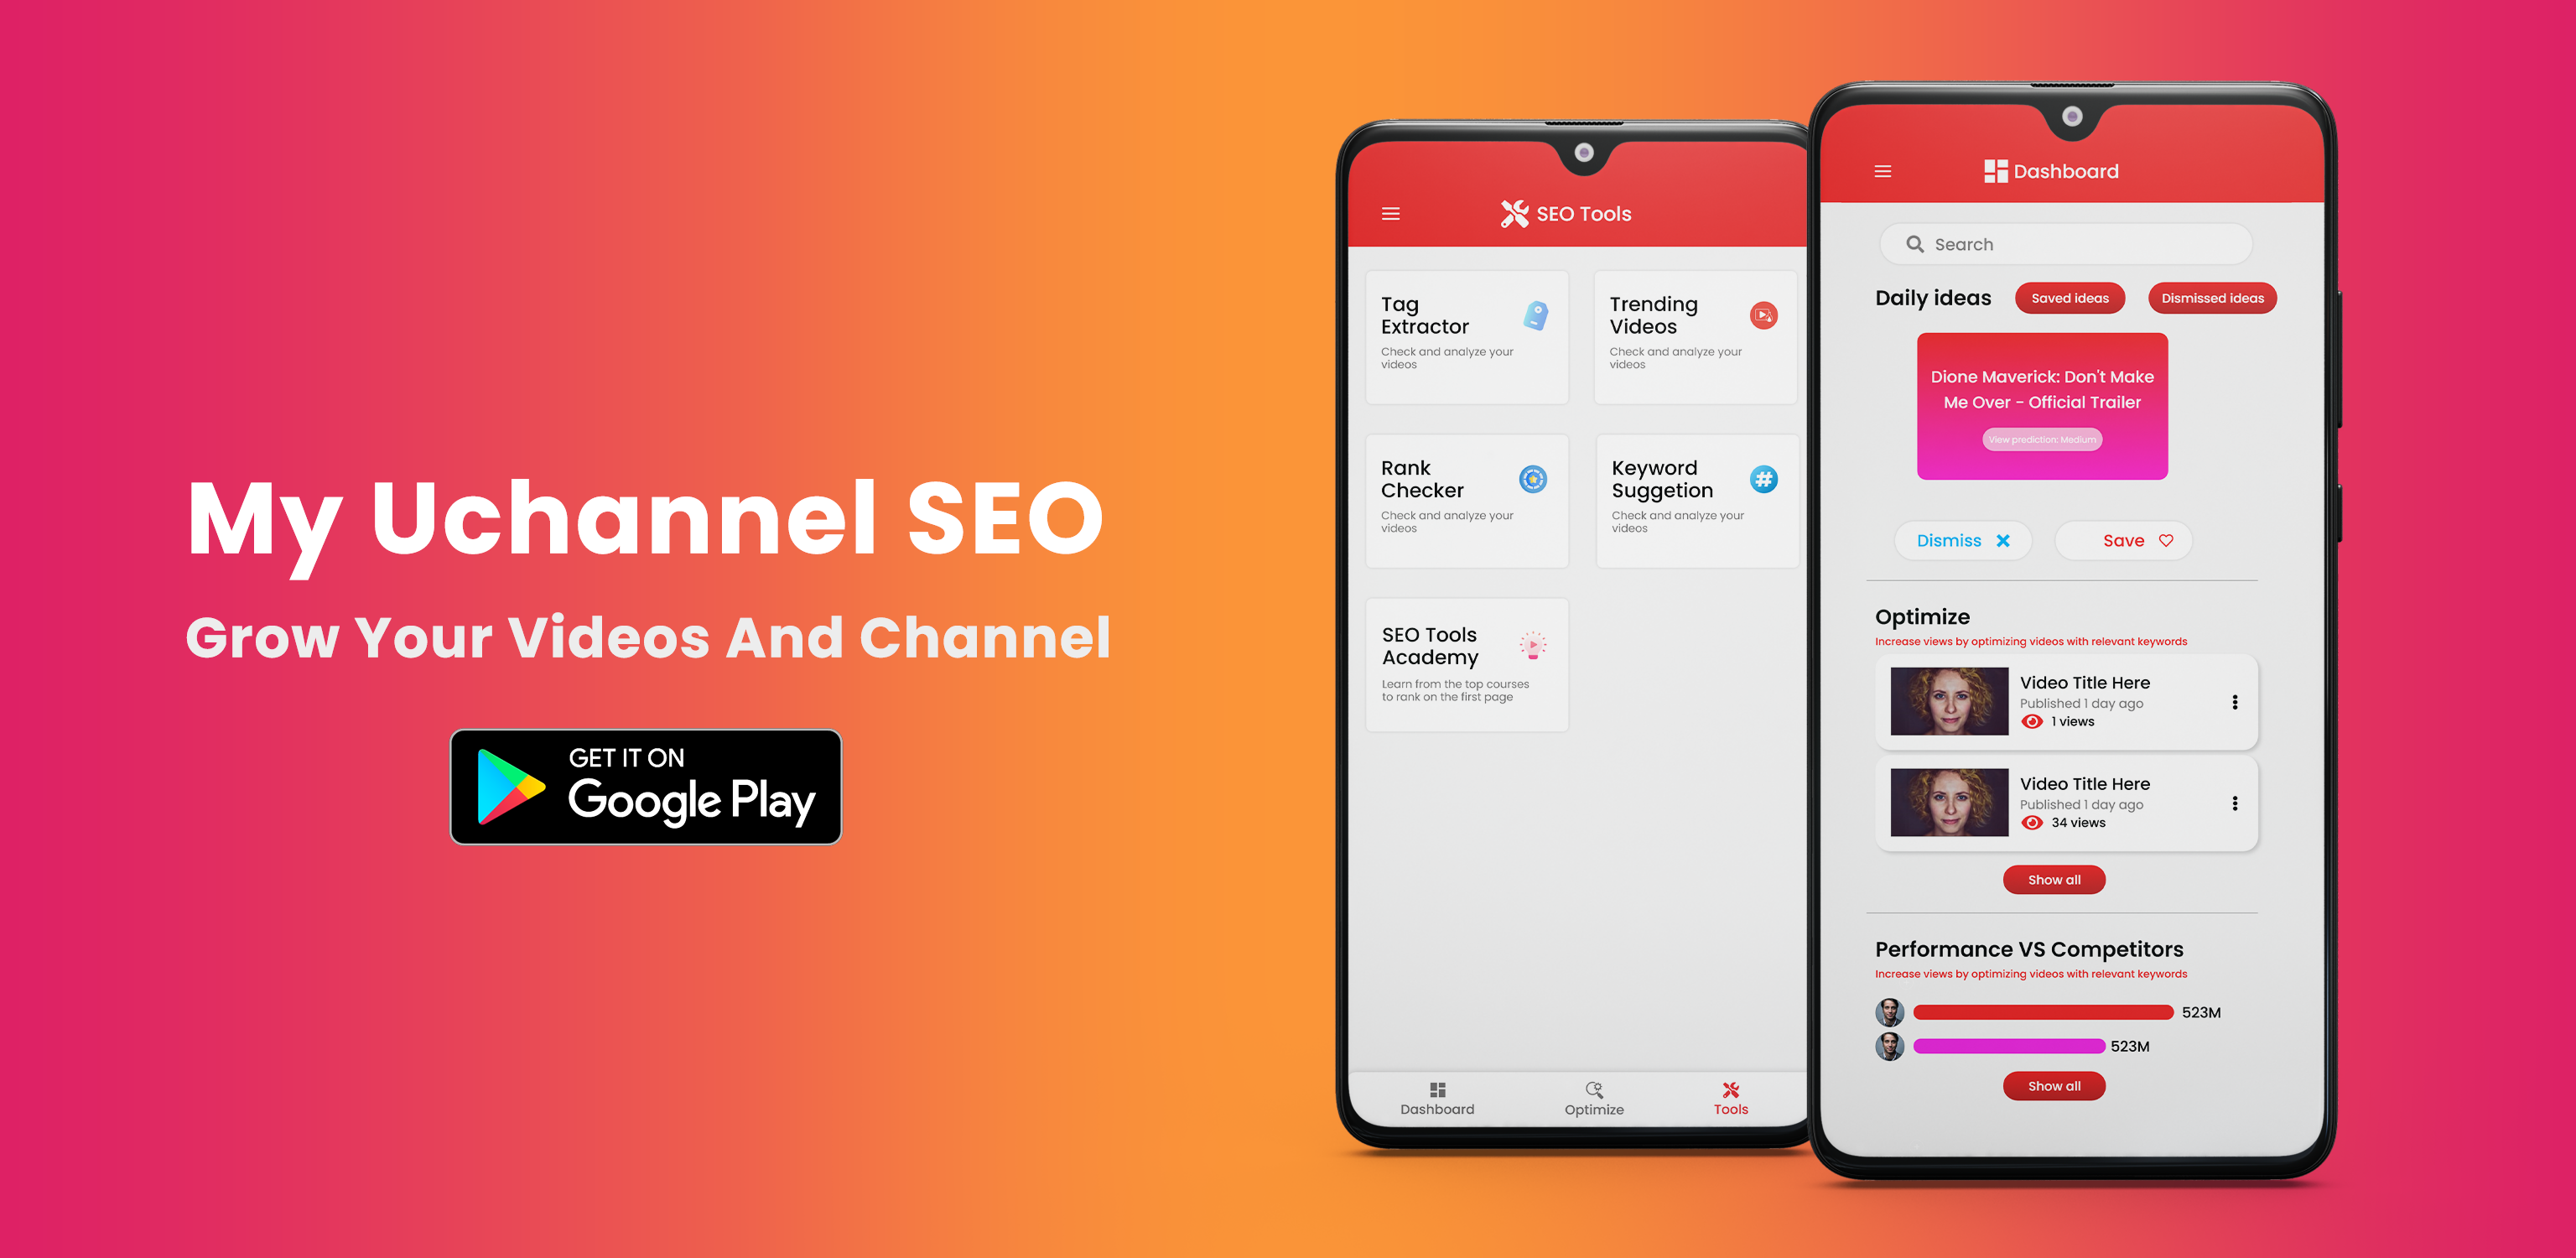 My Uchannel SEO
Grow Your Videos And Channel
GET IT ON
Google Play
SEO Tools
Tag
Extractor
Check and analyze your
videos
Trending
Videos
Check and analyze your
videos
Rank
Checker
Check and analyze your
videos
Keyword
Suggetion
Check and analyze your
videos
SEO Tools
Academy
Learn from the top courses
to rank on the first page
Dashboard
Optimize
Tools
Dashboard
Search
Daily ideas
Saved ideas
Dismissed ideas
Dione Maverick: Don't Make
Me Over - Official Trailer
View prediction: Medium
Dismiss
Save
Optimize
Increase views by optimizing videos with relevant keywords
Video Title Here
Published 1 day ago
1 views
Video Title Here
Published 1 day ago
34 views
Show all
Performance VS Competitors
Increase views by optimizing videos with relevant keywords
523M
523M
Show all